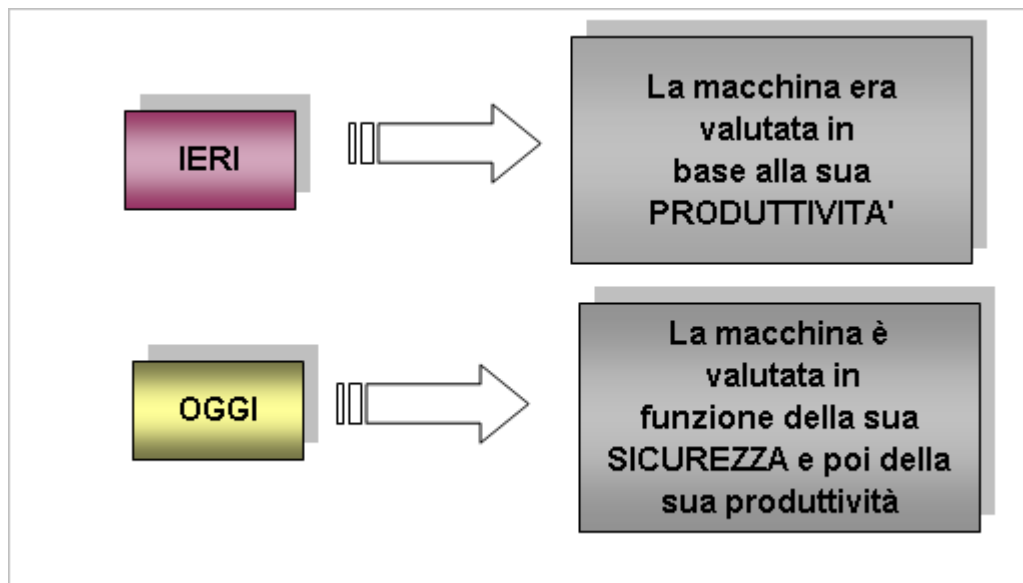 IERI
La macchina era
valutata in
base alla sua
PRODUTTIVITA'
OGGI
La macchina è
valutata in
funzione della sua
SICUREZZA e poi della
sua produttività